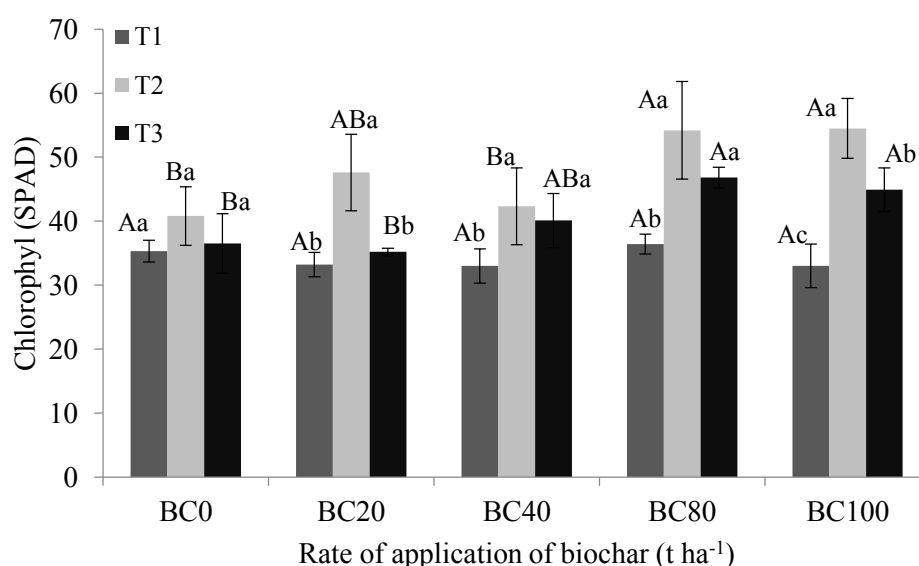 70
60
50
40
30
20
10
0
Chlorophyl (SPAD)
T1
T2
T3
Aa
Ba
Ba
Ab
ABa
Bb
Ab
Ba
ABa
Ab
Aa
Aa
Ac
Aa
Ab
BC0 BC20 BC40 BC80 BC100
Rate of application of biochar (t ha⁻¹)